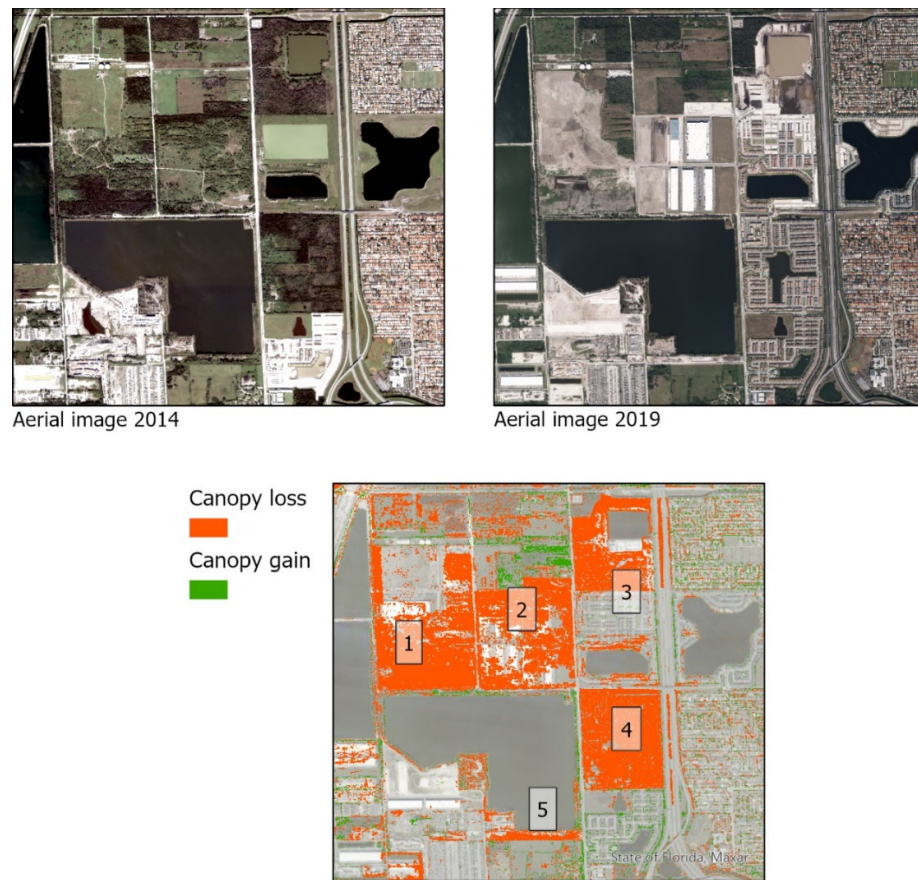 Aerial image 2014
Aerial image 2019
Canopy loss
Canopy gain
1
2
3
4
5
State of Florida, Maxar